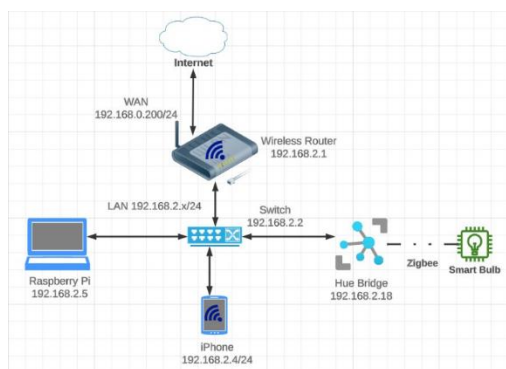 Internet
WAN
192.168.0.200/24
Wireless Router
192.168.2.1
LAN 192.168.2.x/24
Switch
192.168.2.2
Raspberry Pi
192.168.2.5
Hue Bridge
192.168.2.18
Zigbee
Smart Bulb
iPhone
192.168.2.4/24